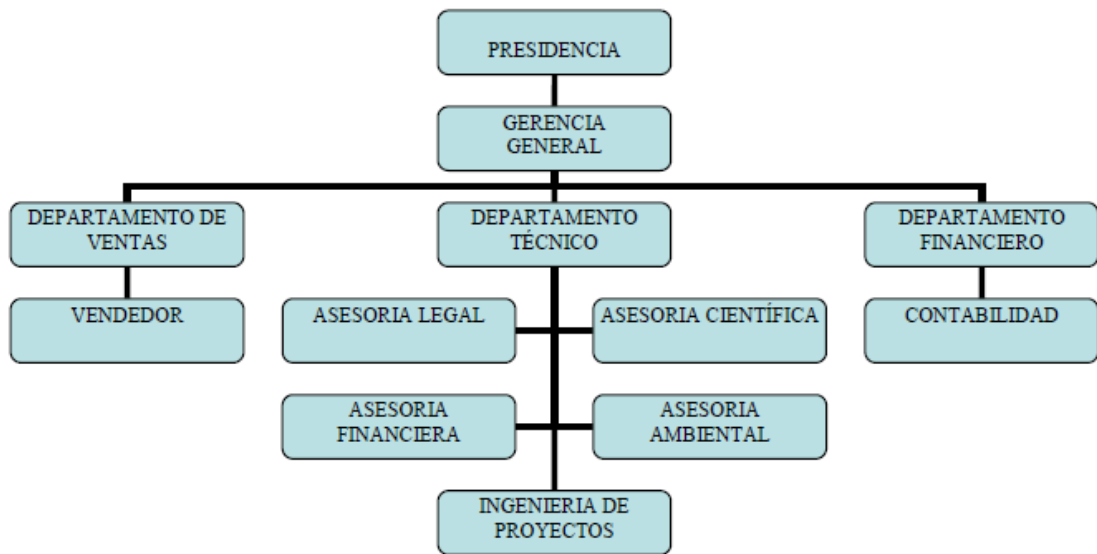 PRESIDENCIA
GERENCIA
GENERAL
DEPARTAMENTO DE
VENTAS
DEPARTAMENTO
TÉCNICO
DEPARTAMENTO
FINANCIERO
VENDEDOR
ASESORIA LEGAL
ASESORIA CIENTÍFICA
CONTABILIDAD
ASESORIA
FINANCIERA
ASESORIA
AMBIENTAL
INGENIERIA DE
PROYECTOS